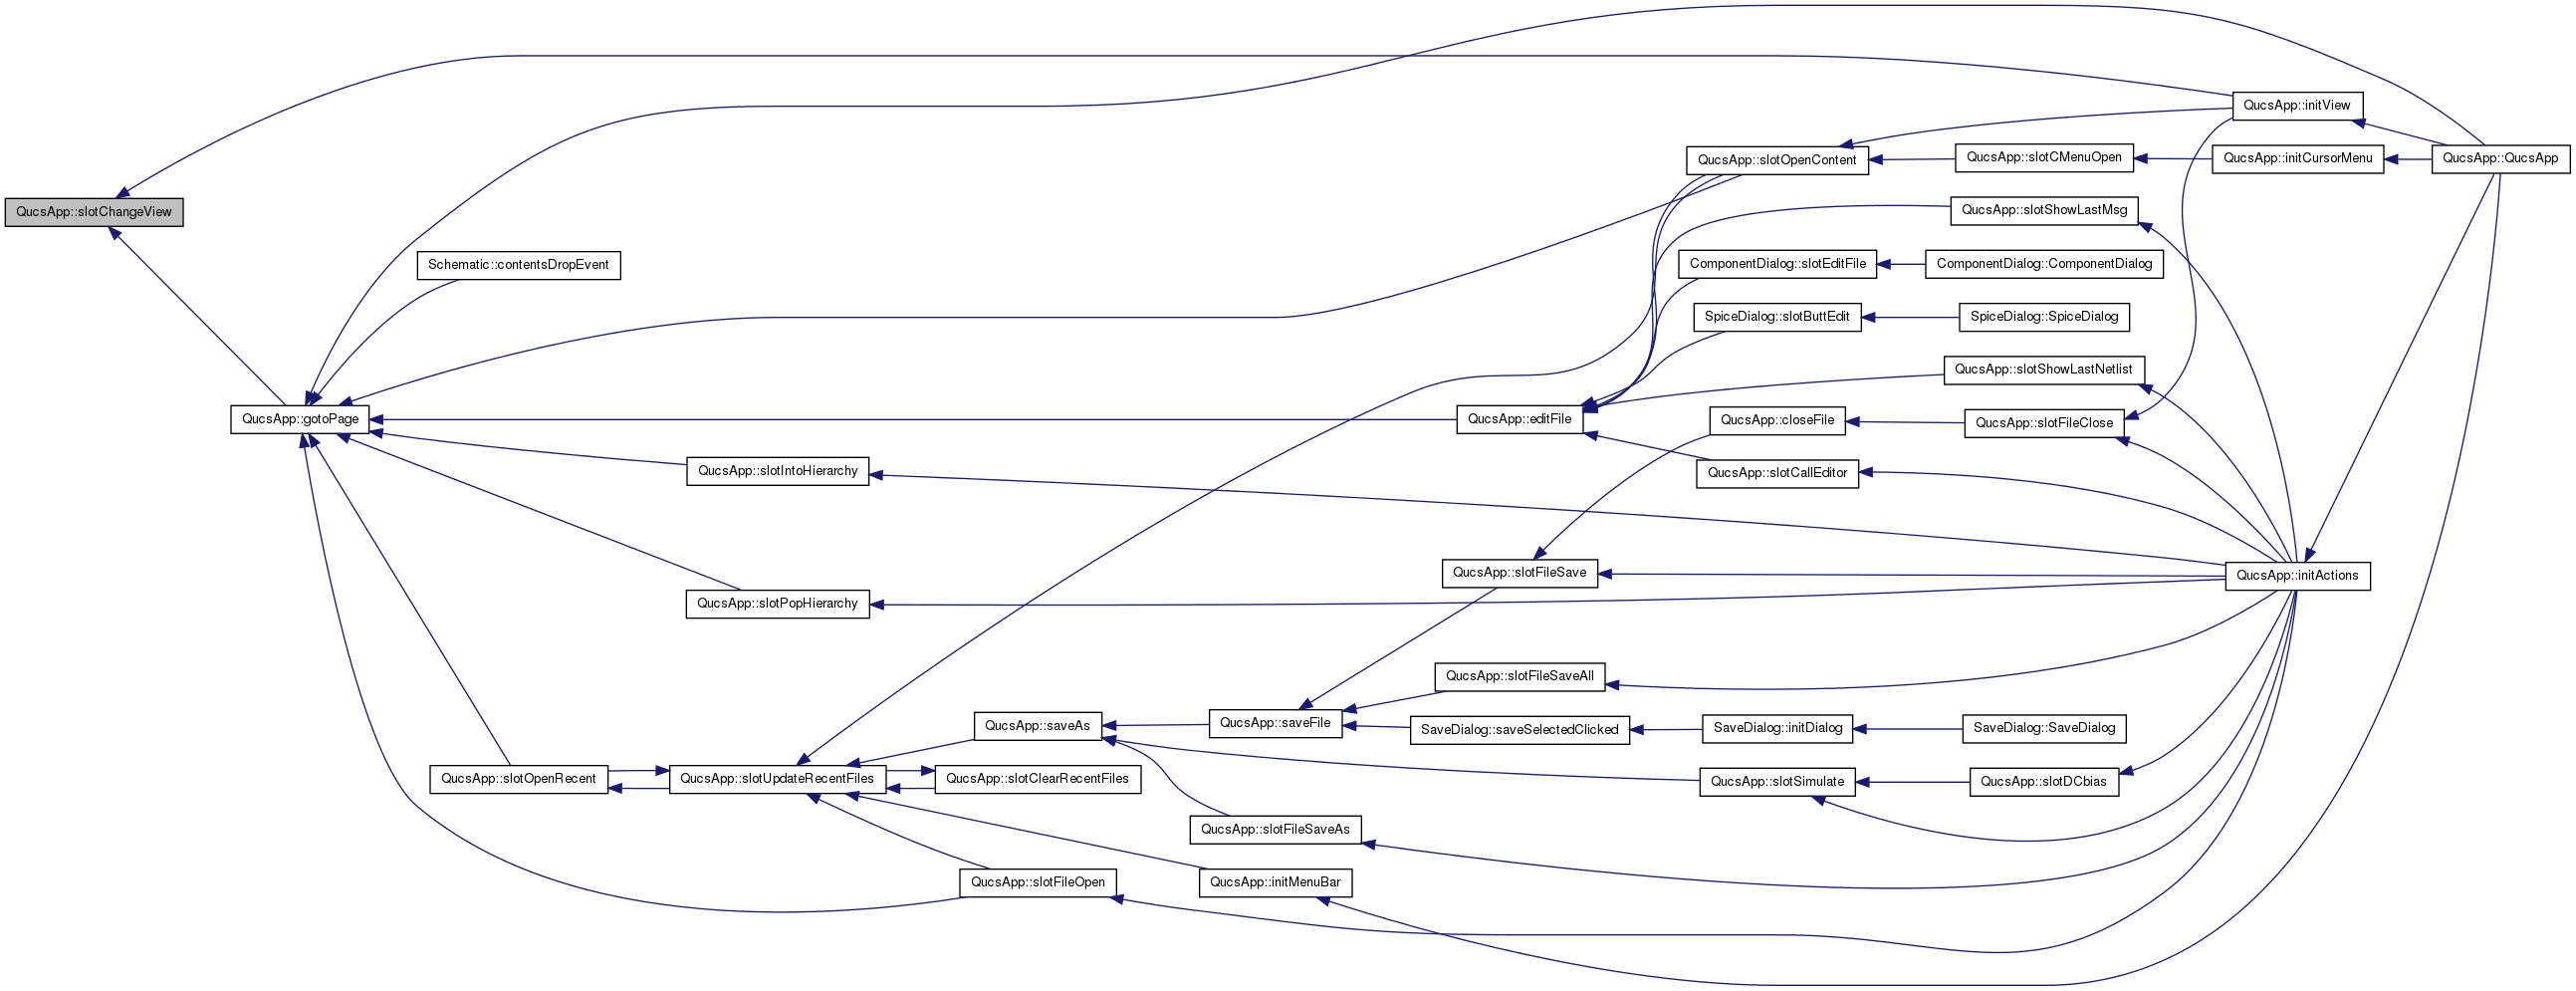 QucsApp::initView
QucsApp::slotOpenContent
QucsApp::slotCMenuOpen
QucsApp::initCursorMenu
QucsApp::QucsApp
QucsApp::slotChangeView
QucsApp::slotShowLastMsg
Schematic::contentsDropEvent
ComponentDialog::slotEditFile
ComponentDialog::ComponentDialog
SpiceDialog::slotButtEdit
SpiceDialog::SpiceDialog
QucsApp::slotShowLastNetlist
QucsApp::gotoPage
QucsApp::editFile
QucsApp::closeFile
QucsApp::slotFileClose
QucsApp::slotIntoHierarchy
QucsApp::slotCallEditor
QucsApp::slotFileSave
QucsApp::initActions
QucsApp::slotPopHierarchy
QucsApp::slotFileSaveAll
QucsApp::saveAs
QucsApp::saveFile
SaveDialog::saveSelectedClicked
SaveDialog::initDialog
SaveDialog::SaveDialog
QucsApp::slotOpenRecent
QucsApp::slotUpdateRecentFiles
QucsApp::slotClearRecentFiles
QucsApp::slotSimulate
QucsApp::slotDCbias
QucsApp::slotFileSaveAs
QucsApp::slotFileOpen
QucsApp::initMenuBar